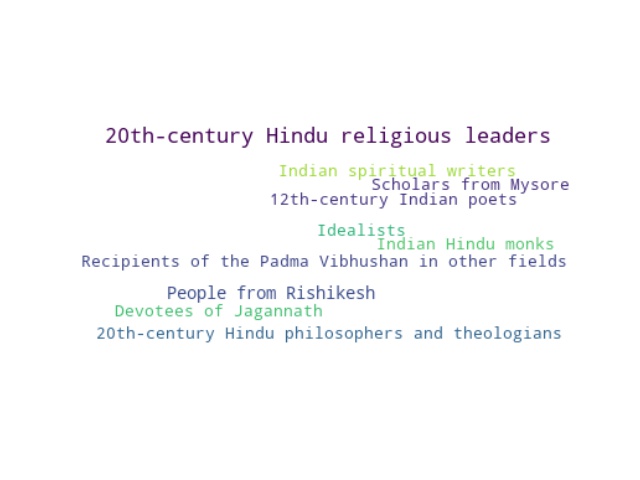 20th-century Hindu religious leaders
Indian spiritual writers
Scholars from Mysore
12th-century Indian poets
Idealists
Indian Hindu monks
Recipients of the Padma Vibhushan in other fields
People from Rishikesh
Devotees of Jagannath
20th-century Hindu philosophers and theologians